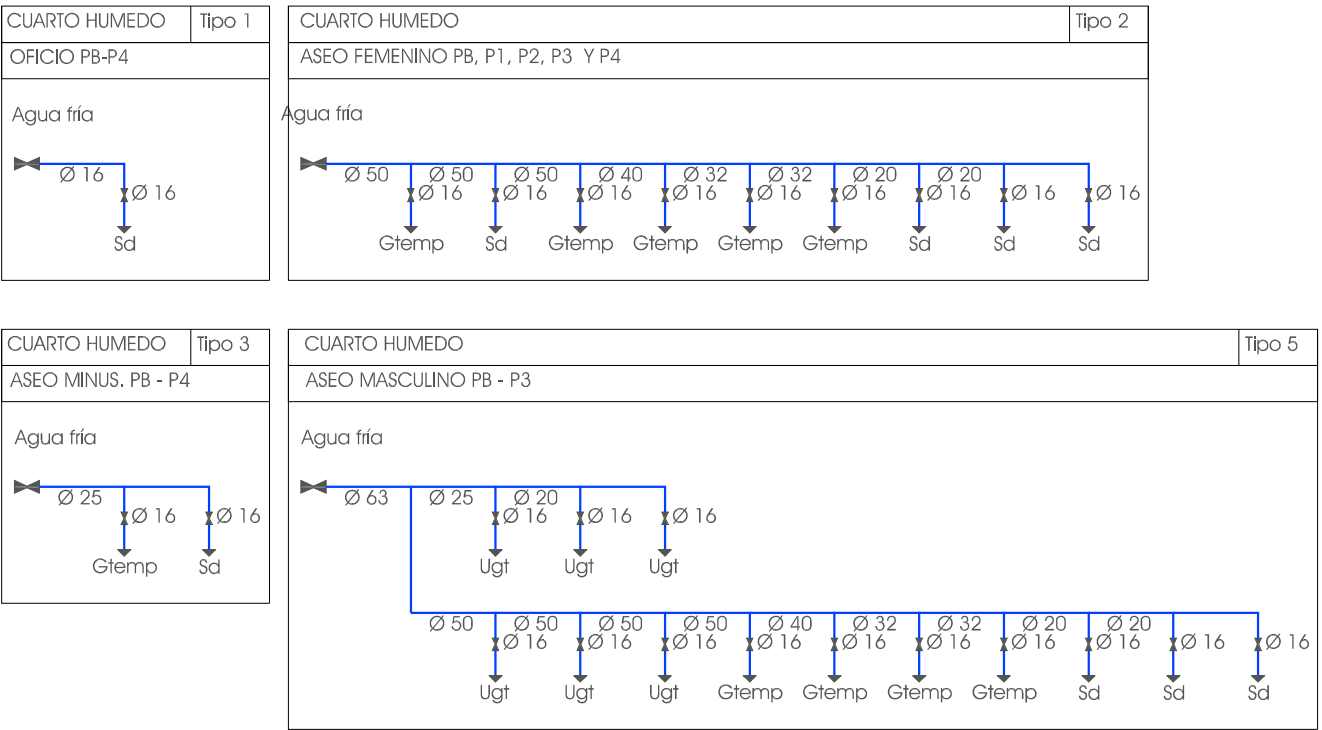 CUARTO HUMEDO Tipo 1
OFICIO PB-P4
Agua fría
Ø 16
Ø 16
Sd
CUARTO HUMEDO Tipo 2
ASEO FEMENINO PB, P1, P2, P3 Y P4
Agua fría
Ø 50 Ø 50 Ø 50 Ø 40 Ø 32 Ø 32 Ø 20 Ø 20
Ø 16 Ø 16 Ø 16 Ø 16 Ø 16 Ø 16 Ø 16 Ø 16 Ø 16
Gtemp Sd Gtemp Gtemp Gtemp Gtemp Sd Sd Sd
CUARTO HUMEDO Tipo 3
ASEO MINUS. PB - P4
Agua fría
Ø 25
Ø 16 Ø 16
Gtemp Sd
CUARTO HUMEDO Tipo 5
ASEO MASCULINO PB - P3
Agua fría
Ø 63 Ø 25 Ø 20
Ø 16 Ø 16 Ø 16
Ugt Ugt Ugt
Ø 50 Ø 50 Ø 50 Ø 50 Ø 40 Ø 32 Ø 32 Ø 20 Ø 20
Ø 16 Ø 16 Ø 16 Ø 16 Ø 16 Ø 16 Ø 16 Ø 16 Ø 16 Ø 16
Ugt Ugt Ugt Gtemp Gtemp Gtemp Gtemp Sd Sd Sd